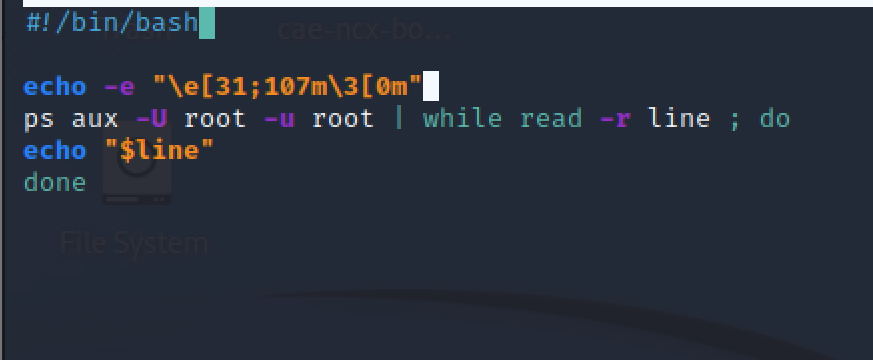 #!/bin/bash
cae-ncx-bo...
echo -e "\e[31;107m\3[0m"
ps aux -U root -u root | while read -r line ; do
echo "$line"
done
File System